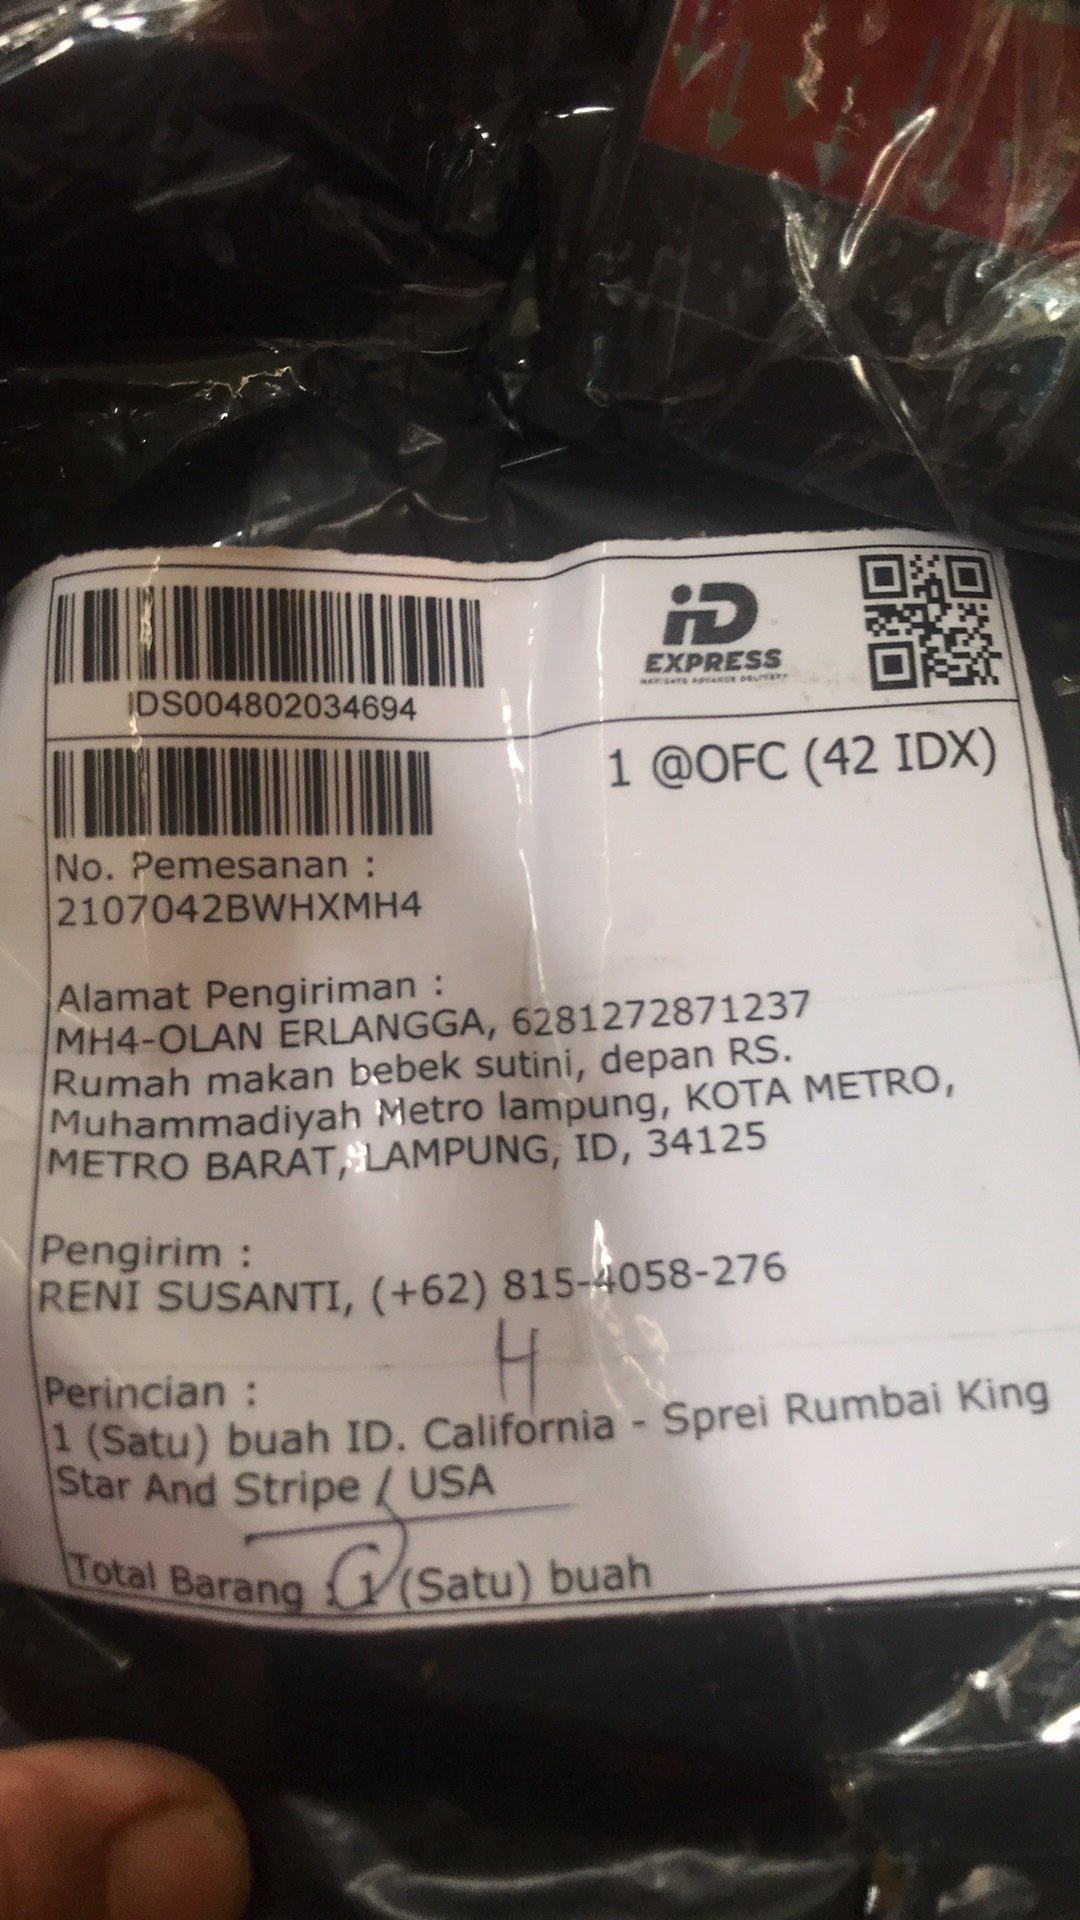 iD
EXPRESS
NAVIGATE ADVANCE DELIVERY
IDS004802034694
1 @OFC (42 IDX)
No. Pemesanan :
2107042BWHXMH4
Alamat Pengiriman :
MH4-OLAN ERLANGGA, 6281272871237
Rumah makan bebek sutini, depan RS.
Muhammadiyah Metro lampung, KOTA METRO,
METRO BARAT, LAMPUNG, ID, 34125
Pengirim :
RENI SUSANTI, (+62) 815-4058-276
H
Perincian :
1 (Satu) buah ID. California - Sprei Rumbai King
Star And Stripe / USA
Total Barang : 1 (Satu) buah